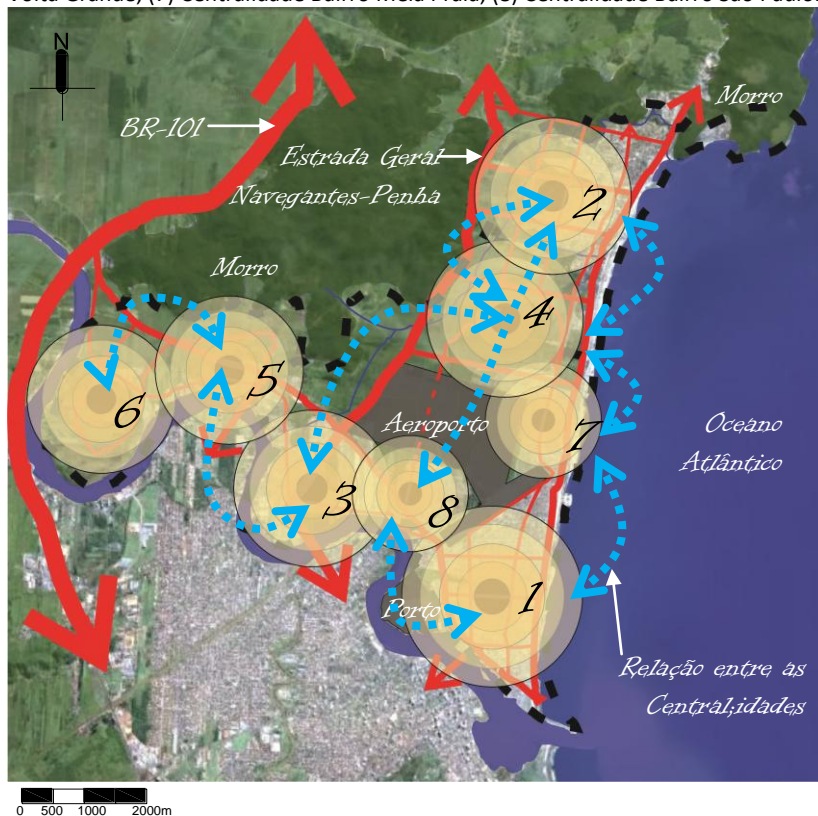 Volta Grande; (7) Centralidade Bairro Meia Praia; (8) Centralidade Bairro São Paulo.
N
Morro
BR-101
Estrada Geral
Navegantes-Penha
2
Morro
4
5
6
Aeroporto
7
Oceano
Atlântico
3
8
1
Porto
Relação entre as
Central;idades
0 500 1000 2000m